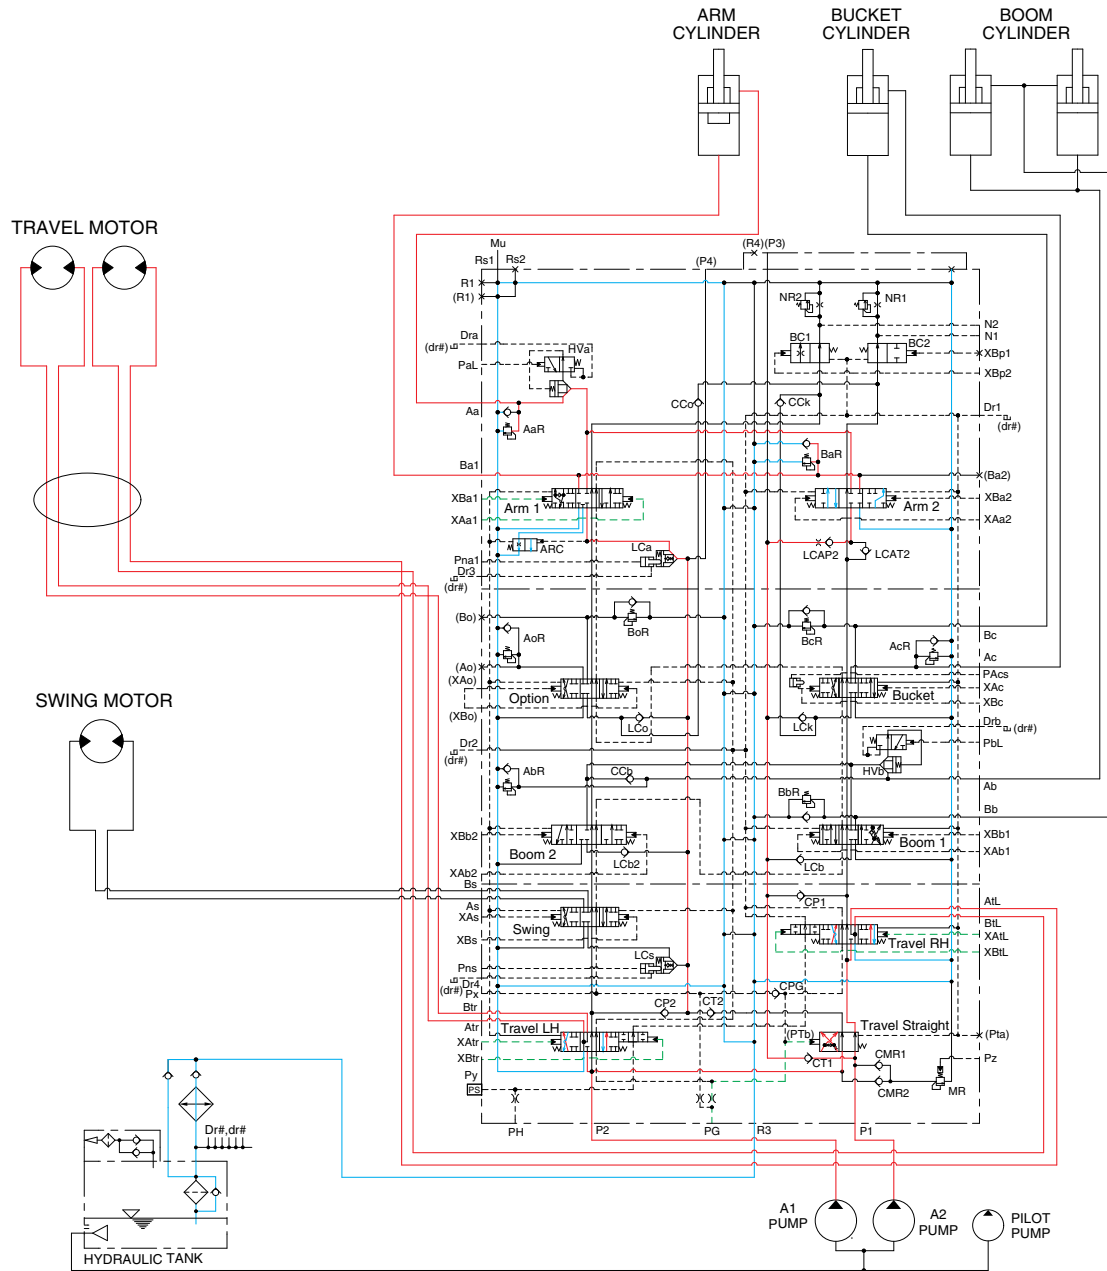 ARM
CYLINDER
BUCKET
CYLINDER
BOOM
CYLINDER
TRAVEL MOTOR
Mu
Rs1
Rs2
(P4)
(R4)(P3)
R1
(R1)
NR2
NR1
N2
N1
Dra
(dr#)
HVa
BC1
BC2
XBp1
PaL
XBp2
CCo
CCk
Dr1
(dr#)
Aa
AaR
BaR
Ba1
(Ba2)
XBa1
Arm 1
Arm 2
XBa2
XAa1
XAa2
ARC
LCa
LCAP2
LCAT2
Pna1
Dr3
(dr#)
(Bo)
BoR
BcR
Bc
AoR
AcR
Ac
(Ao)
PAcs
(XAo)
XAc
Option
Bucket
XBc
(XBo)
LCo
LCk
Drb
(dr#)
Dr2
(dr#)
PbL
HVb
AbR
CCb
Ab
BbR
Bb
XBb2
XBb1
Boom 2
Boom 1
XAb1
XAb2
LCb2
LCb
SWING MOTOR
Bs
As
CP1
AtL
XAs
BtL
Swing
Travel RH
XAtL
XBs
XBtL
LCs
Pns
Dr4
(dr#)
Px
CPG
Btr
CP2
CT2
Atr
Travel LH
(PTb)
Travel Straight
(Pta)
XAtr
XBtr
CT1
CMR1
Pz
Py
CMR2
MR
PS
PH
P2
PG
R3
P1
Dr#,dr#
A1
PUMP
A2
PUMP
PILOT
PUMP
HYDRAULIC TANK